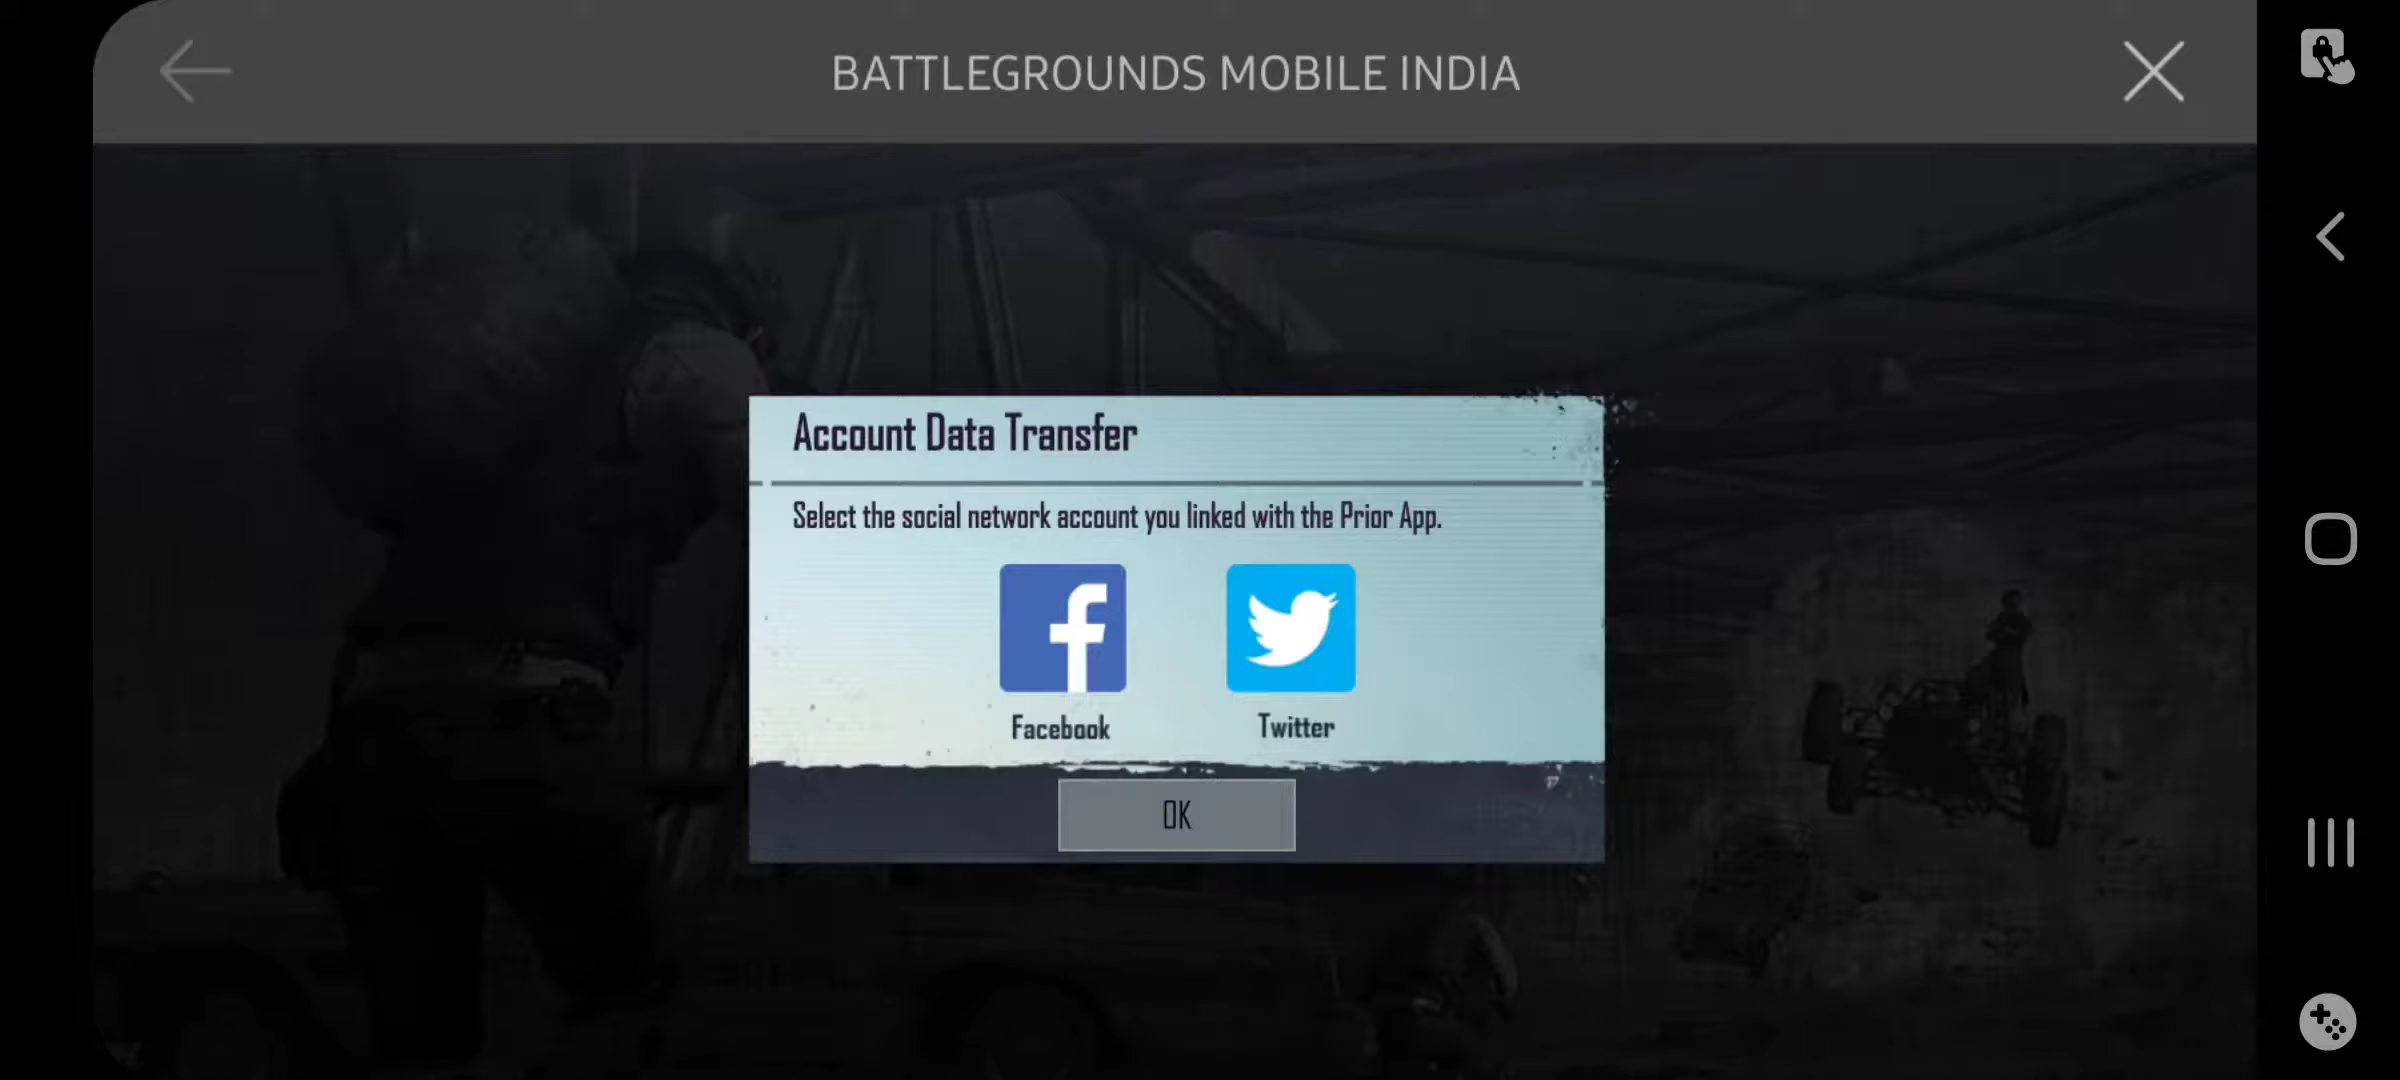 BATTLEGROUNDS MOBILE INDIA
Account Data Transfer
Select the social network account you linked with the Prior App.
Facebook
Twitter
OK